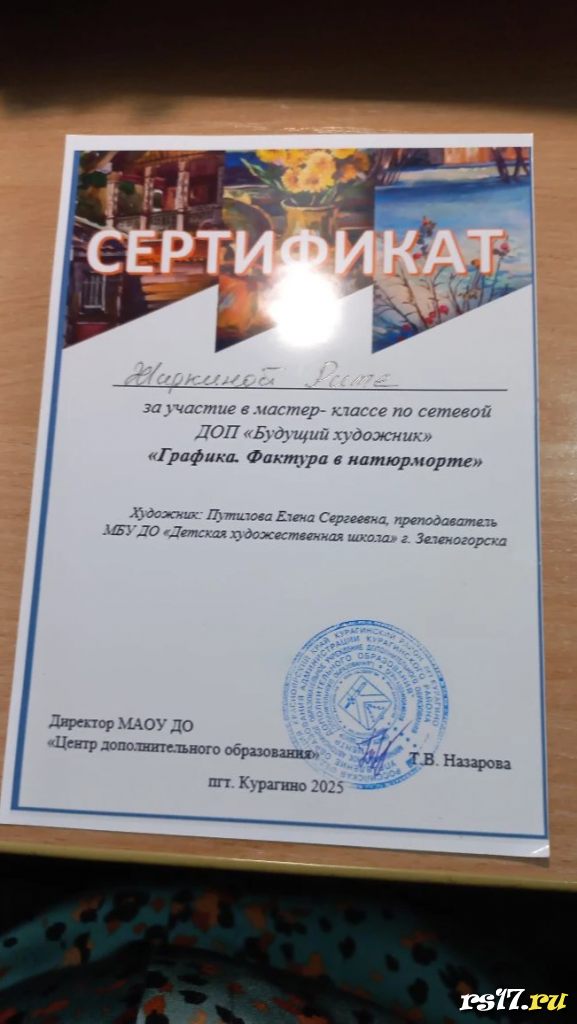 СЕРТИФИКАТ
Жиркиной Рите
за участие в мастер- классе по сетевой
ДОП «Будущий художник»
«Графика. Фактура в натюрморте»
Художник: Путилова Елена Сергеевна, преподаватель
МБУ ДО «Детская художественная школа» г. Зеленогорска
Директор МАОУ ДО
«Центр дополнительного образования»
Т.В. Назарова
пгт. Курагино 2025
rs17.ru